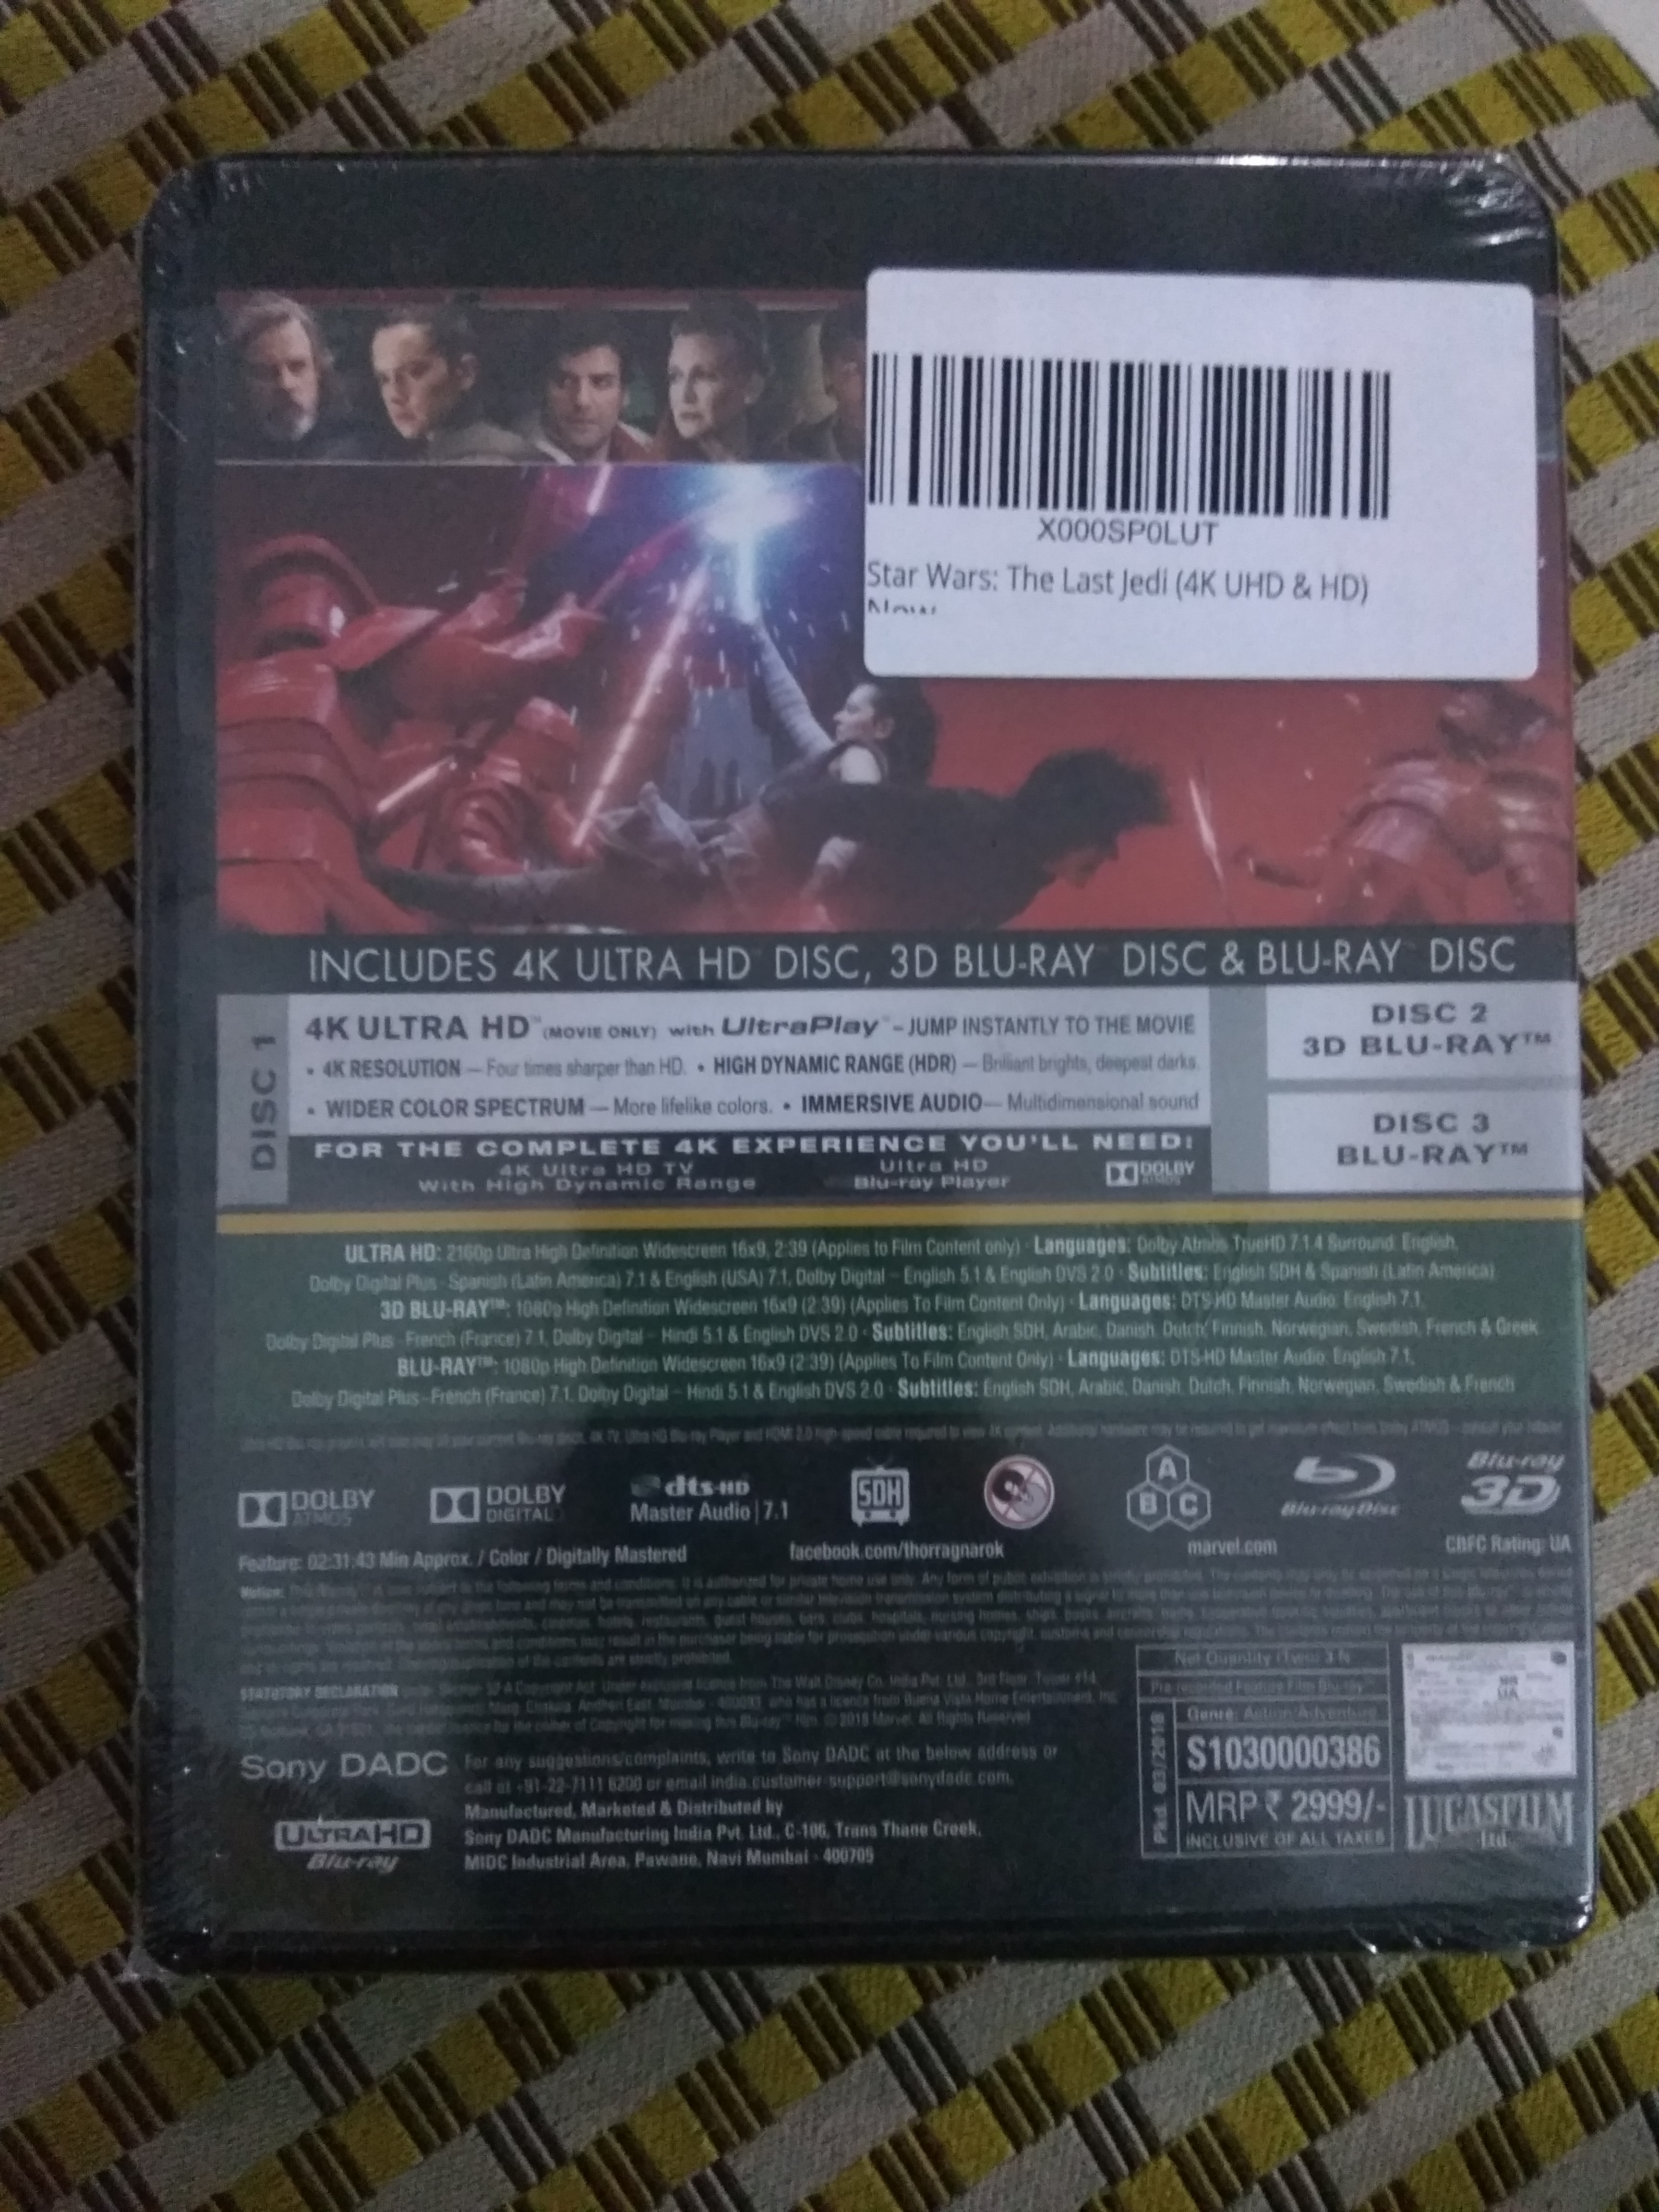 X000SP0LUT
Star Wars: The Last Jedi (4K UHD & HD)
INCLUDES 4K ULTRA HD™ DISC, 3D BLU-RAY™ DISC & BLU-RAY™ DISC
DISC 1
4K ULTRA HD™ (MOVIE ONLY) with UltraPlay™ – JUMP INSTANTLY TO THE MOVIE
• 4K RESOLUTION — Four times sharper than HD. • HIGH DYNAMIC RANGE (HDR) — Brilliant brights, deepest darks.
• WIDER COLOR SPECTRUM — More lifelike colors. • IMMERSIVE AUDIO— Multidimensional sound
FOR THE COMPLETE 4K EXPERIENCE YOU'LL NEED:
4K Ultra HD TV
With High Dynamic Range
Ultra HD
Blu-ray Player
DOLBY
ATMOS
DISC 2
3D BLU-RAY™
DISC 3
BLU-RAY™
ULTRA HD: 2160p Ultra High Definition Widescreen 16x9, 2:39 (Applies to Film Content only) · Languages: Dolby Atmos TrueHD 7.1.4 Surround: English,
Dolby Digital Plus - Spanish (Latin America) 7.1 & English (USA) 7.1, Dolby Digital – English 5.1 & English DVS 2.0 · Subtitles: English SDH & Spanish (Latin America)
3D BLU-RAY™: 1080p High Definition Widescreen 16x9 (2:39) (Applies To Film Content Only) · Languages: DTS-HD Master Audio: English 7.1,
Dolby Digital Plus - French (France) 7.1, Dolby Digital – Hindi 5.1 & English DVS 2.0 · Subtitles: English SDH, Arabic, Danish, Dutch, Finnish, Norwegian, Swedish, French & Greek
BLU-RAY™: 1080p High Definition Widescreen 16x9 (2:39) (Applies To Film Content Only) · Languages: DTS-HD Master Audio: English 7.1,
Dolby Digital Plus - French (France) 7.1, Dolby Digital – Hindi 5.1 & English DVS 2.0 · Subtitles: English SDH, Arabic, Danish, Dutch, Finnish, Norwegian, Swedish & French
DOLBY
ATMOS
DOLBY
DIGITAL
dts-HD
Master Audio | 7.1
SDH
A
B C
Blu-ray Disc
Blu-ray
3D
Feature: 02:31:43 Min Approx. / Color / Digitally Mastered
facebook.com/thorragnarok
marvel.com
CBFC Rating: UA
Notice:
STATUTORY DECLARATION
Sony DADC
For any suggestions/complaints, write to Sony DADC at the below address or
call at +91-22-7111 6200 or email india.customer-support@sonydadc.com.
Manufactured, Marketed & Distributed by
Sony DADC Manufacturing India Pvt. Ltd., C-106, Trans Thane Creek,
MIDC Industrial Area, Pawane, Navi Mumbai - 400705
ULTRA HD
Blu-ray
Pkd. 03/2018
Genre: Action/Adventure
S1030000386
MRP ₹ 2999/-
INCLUSIVE OF ALL TAXES
LUCASFILM
Ltd.